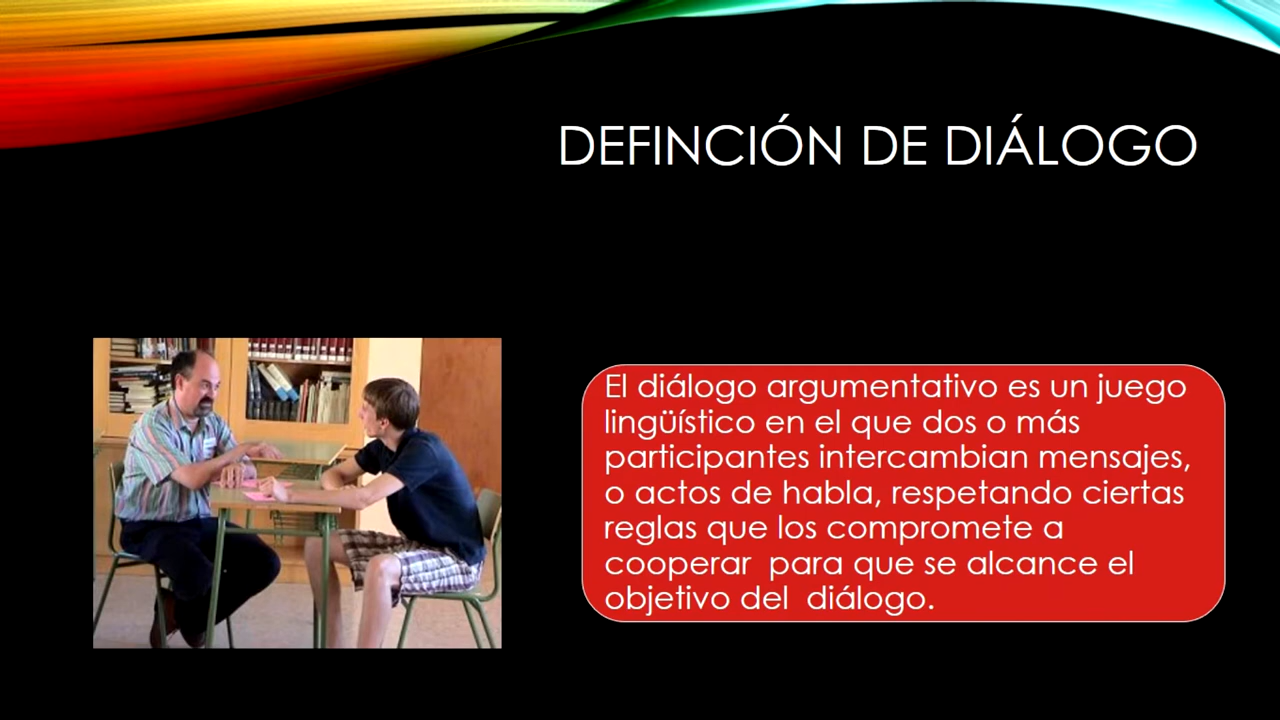 DEFINCIÓN DE DIÁLOGO
El diálogo argumentativo es un juego
lingüístico en el que dos o más
participantes intercambian mensajes,
o actos de habla, respetando ciertas
reglas que los compromete a
cooperar  para que se alcance el
objetivo del  diálogo.